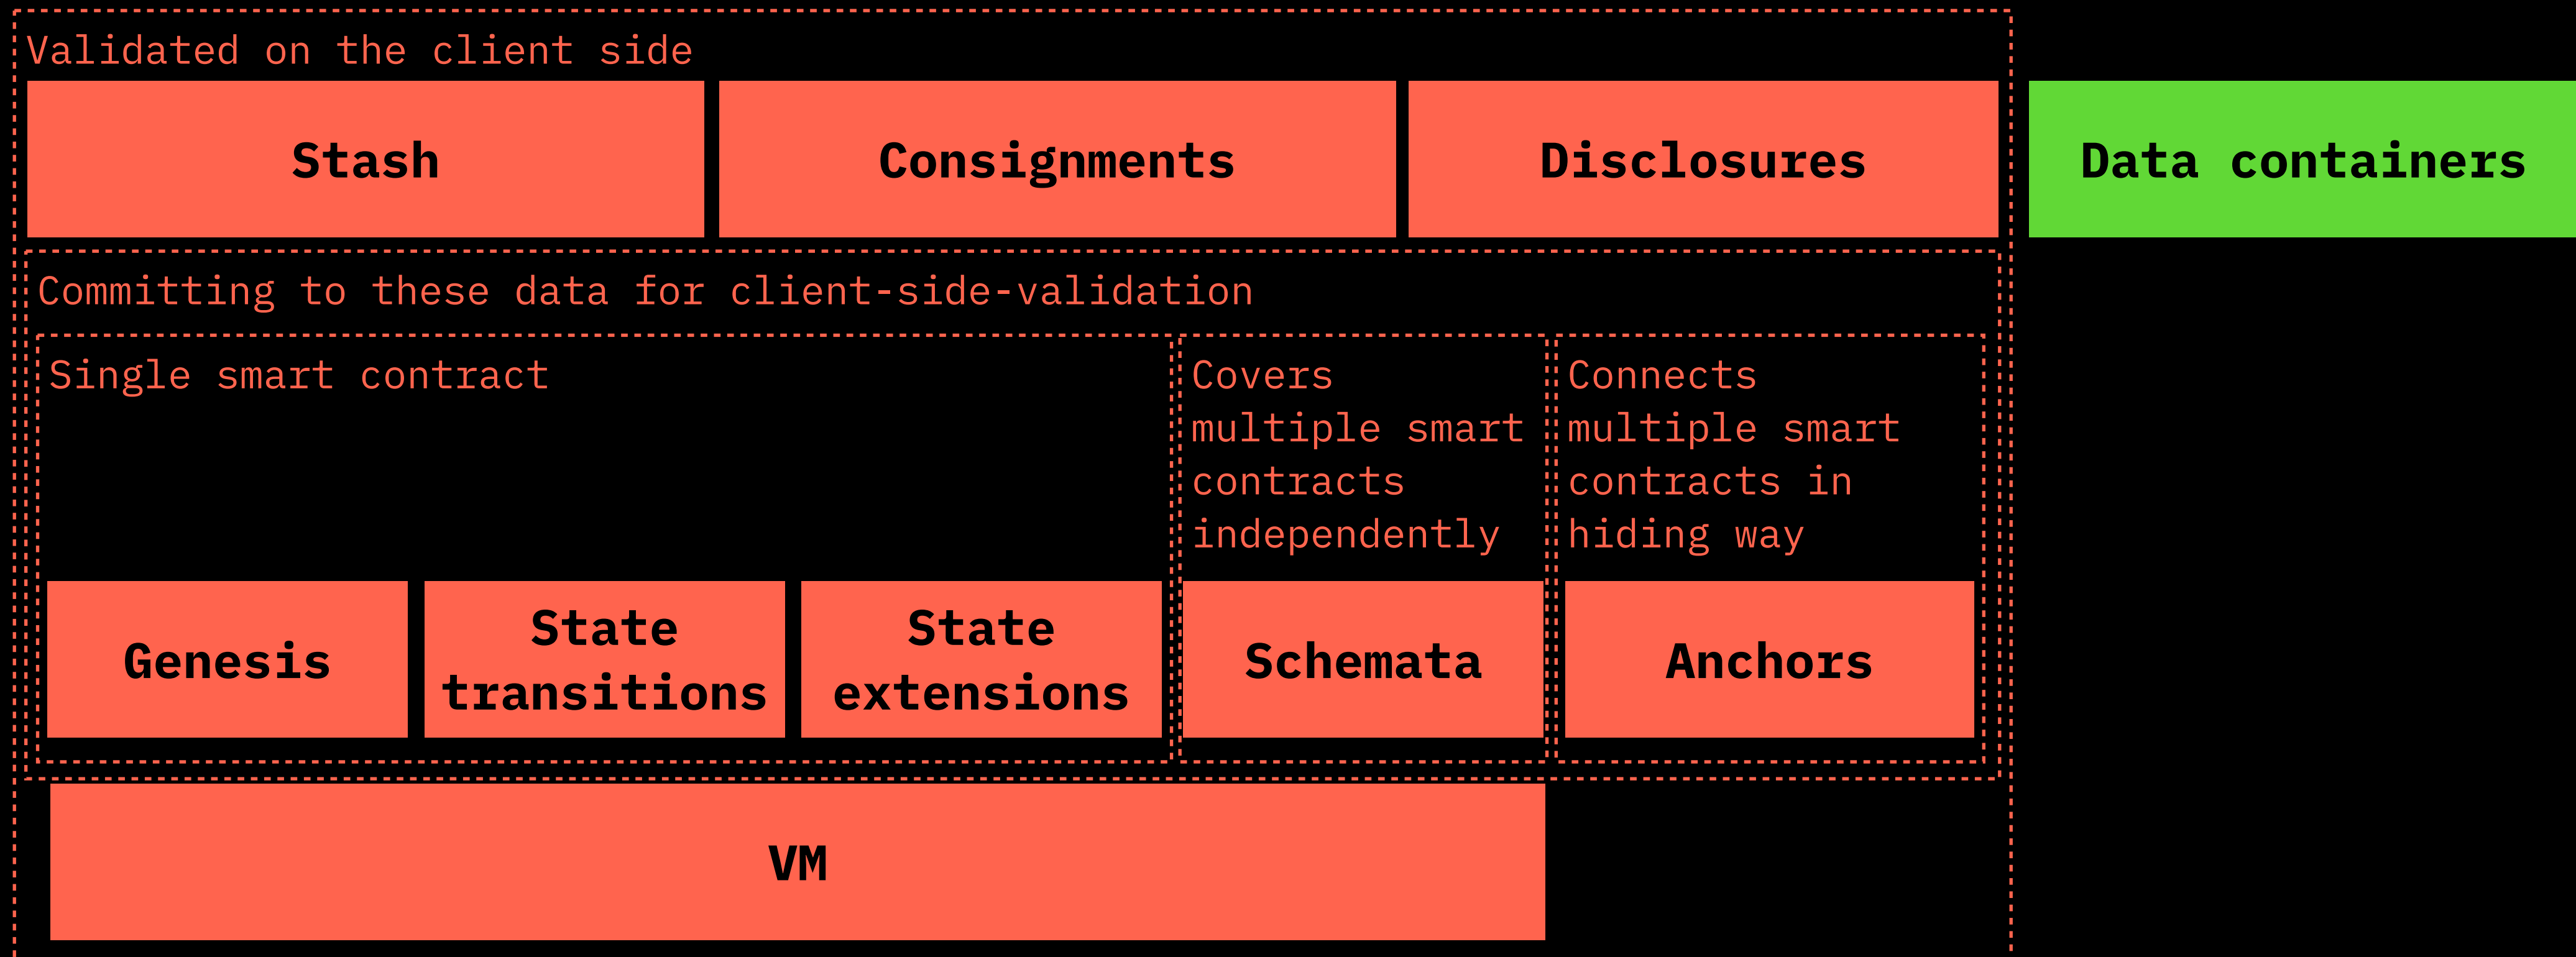 Validated on the client side
Stash
Consignments
Disclosures
Data containers
Committing to these data for client-side-validation
Single smart contract
Covers
multiple smart
contracts
independently
Connects
multiple smart
contracts in
hiding way
Genesis
State
transitions
State
extensions
Schemata
Anchors
VM